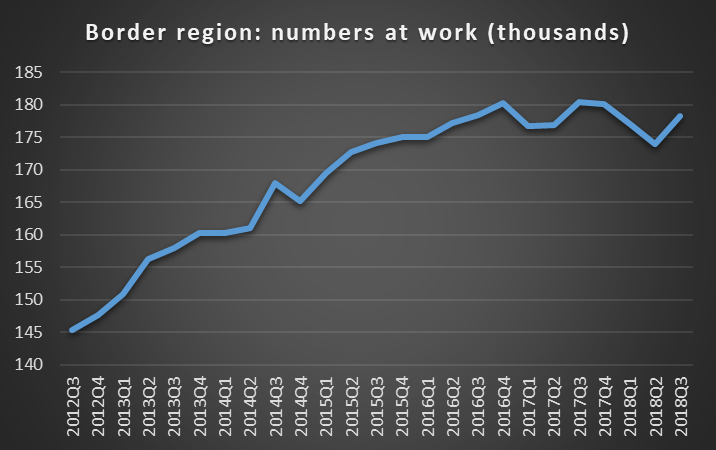 Border region: numbers at work (thousands)
185
180
175
170
165
160
155
150
145
140
2012Q3
2012Q4
2013Q1
2013Q2
2013Q3
2013Q4
2014Q1
2014Q2
2014Q3
2014Q4
2015Q1
2015Q2
2015Q3
2015Q4
2016Q1
2016Q2
2016Q3
2016Q4
2017Q1
2017Q2
2017Q3
2017Q4
2018Q1
2018Q2
2018Q3